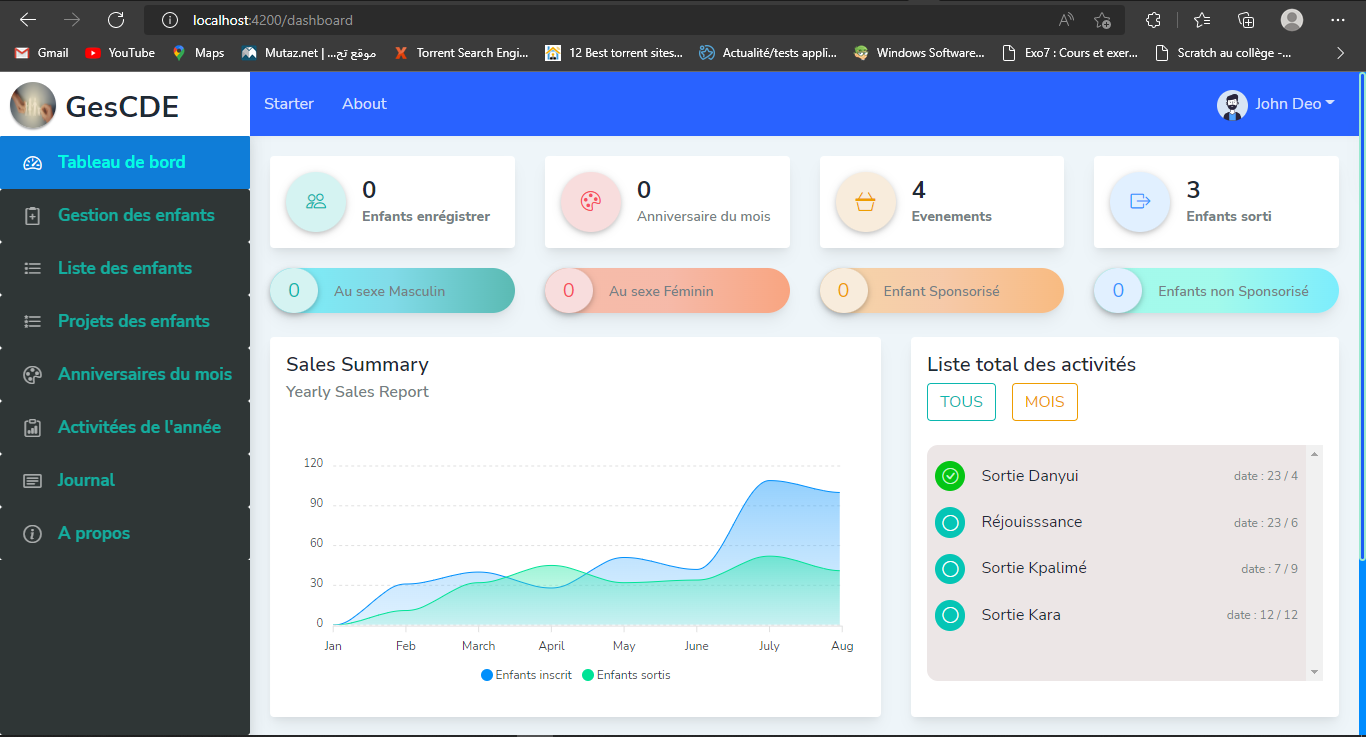 localhost:4200/dashboard
Gmail
YouTube
Maps
Mutaz.net | ...موقع تح
Torrent Search Engi...
12 Best torrent sites...
Actualité/tests appli...
Windows Software...
Exo7 : Cours et exer...
Scratch au collège -...
GesCDE
Starter
About
John Deo
Tableau de bord
Gestion des enfants
Liste des enfants
Projets des enfants
Anniversaires du mois
Activitées de l'année
Journal
A propos
0
Enfants enrégistrer
0
Anniversaire du mois
4
Evenements
3
Enfants sorti
0 Au sexe Masculin
0 Au sexe Féminin
0 Enfant Sponsorisé
0 Enfants non Sponsorisé
Sales Summary
Yearly Sales Report
120
90
60
30
0
Jan Feb March April May June July Aug
Enfants inscrit Enfants sortis
Liste total des activités
TOUS MOIS
Sortie Danyui date : 23 / 4
Réjouisssance date : 23 / 6
Sortie Kpalimé date : 7 / 9
Sortie Kara date : 12 / 12